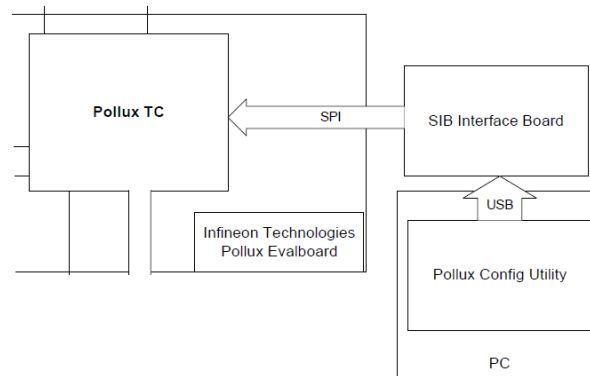 Pollux TC
SPI
SIB Interface Board
Infineon Technologies
Pollux Evalboard
USB
Pollux Config Utility
PC